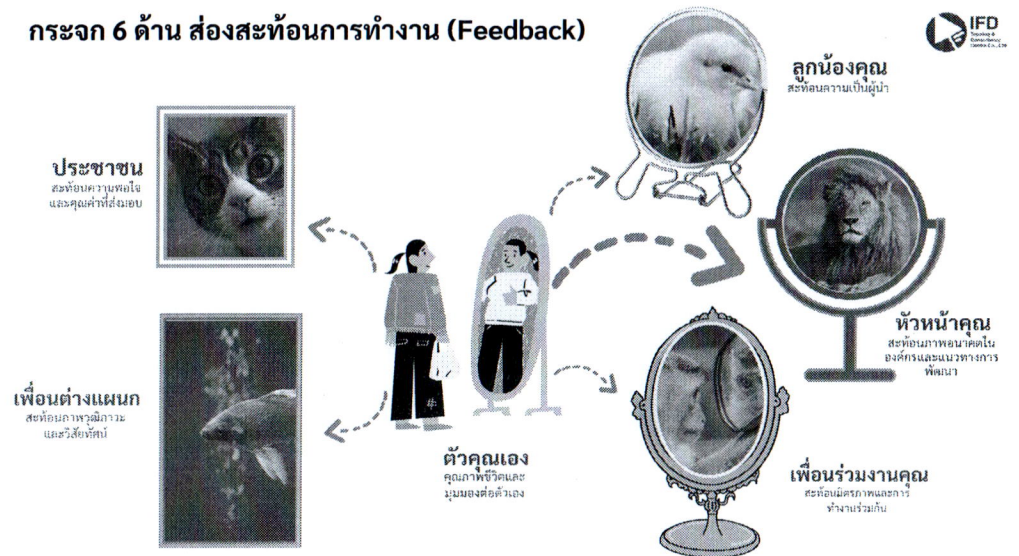 กระจก 6 ด้าน ส่องสะท้อนการทำงาน (Feedback)
IFD
ลูกน้องคุณ
สะท้อนความเป็นผู้นำ
ประชาชน
สะท้อนความพอใจ
และคุณค่าที่ส่งมอบ
หัวหน้าคุณ
สะท้อนภาพอนาคตใน
องค์กรและแนวทางการ
พัฒนา
เพื่อนต่างแผนก
สะท้อนภาพวุฒิภาวะ
และวิสัยทัศน์
ตัวคุณเอง
คุณภาพชีวิตและ
มุมมองต่อตัวเอง
เพื่อนร่วมงานคุณ
สะท้อนมิตรภาพและการ
ทำงานร่วมกัน